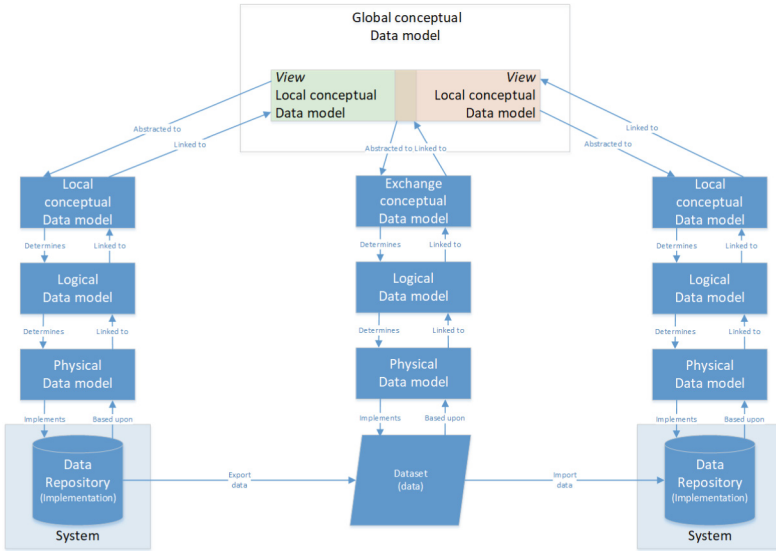 Global conceptual
Data model
View
Local conceptual
Data model
View
Local conceptual
Data model
Abstracted to
Linked to
Abstracted to
Linked to
Linked to
Abstracted to
Local
conceptual
Data model
Exchange
conceptual
Data model
Local
conceptual
Data model
Determines
Linked to
Determines
Linked to
Determines
Linked to
Logical
Data model
Logical
Data model
Logical
Data model
Determines
Linked to
Determines
Linked to
Determines
Linked to
Physical
Data model
Physical
Data model
Physical
Data model
Implements
Based upon
Implements
Based upon
Implements
Based upon
Data
Repository
(Implementation)
System
Export
data
Dataset
(data)
Import
data
Data
Repository
(Implementation)
System